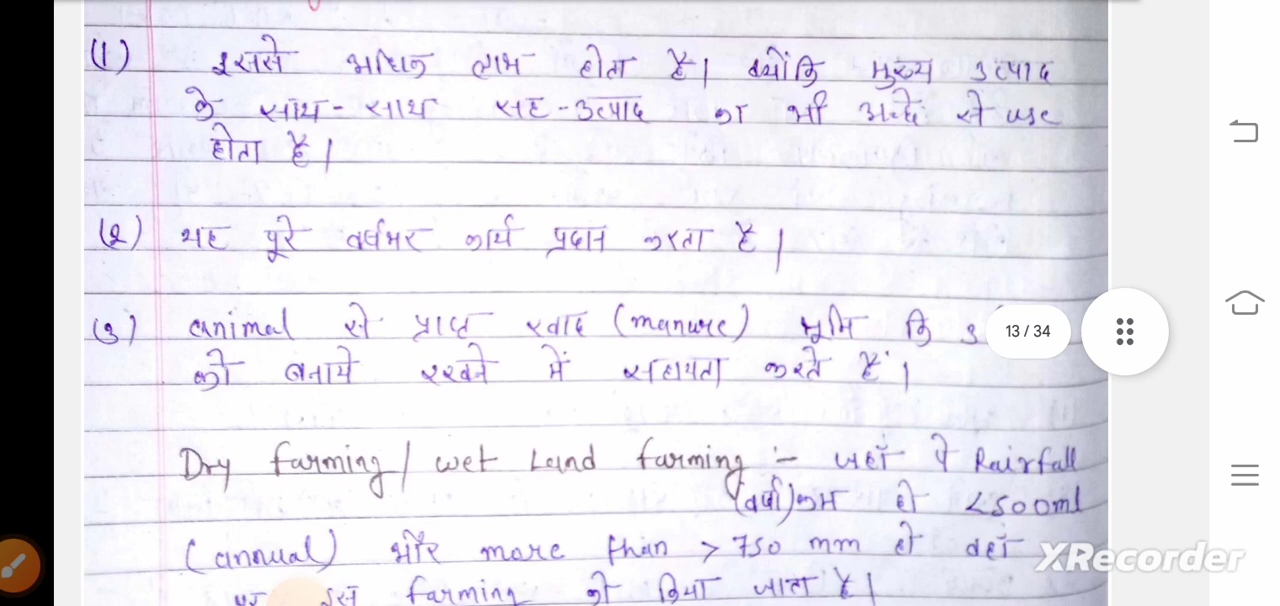 (1) इससे अधिक लाभ होता है। क्योंकि मुख्य उत्पाद
के साथ-साथ सह-उत्पाद का भी अच्छे से use
होता है।
(2) यह पूरे वर्षभर कार्य प्रदान करता है।
(3) animal से प्राप्त खाद (manure) भूमि कि
13 / 34
को बनाये रखने में सहायता करते हैं।
Dry farming / wet Land farming :- जहाँ पे Rainfall
(वर्षा) कम हो <500ml
(annual) और more than > 750 mm हो वहाँ
XRecorder
पर इस farming को किया जाता है।